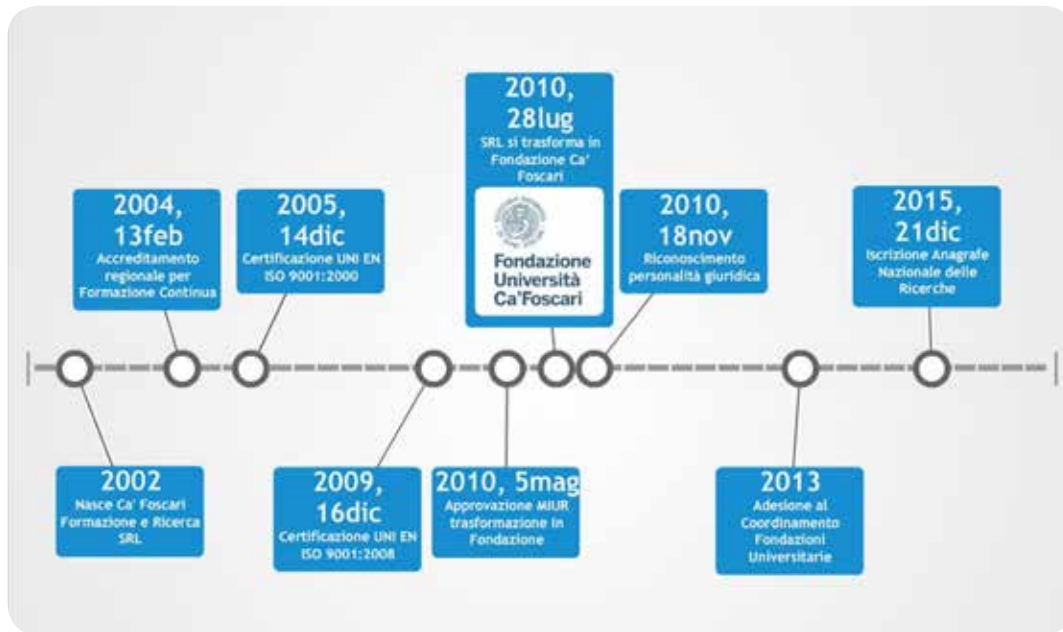 2010,
28lug
SRL si trasforma in
Fondazione Ca'
Foscari
Fondazione
Università
Ca'Foscari
2004,
13feb
Accreditamento
regionale per
Formazione Continua
2005,
14dic
Certificazione UNI EN
ISO 9001:2000
2010,
18nov
Riconoscimento
personalità giuridica
2015,
21dic
Iscrizione Anagrafe
Nazionale delle
Ricerche
2002
Nasce Ca' Foscari
Formazione e Ricerca
SRL
2009,
16dic
Certificazione UNI EN
ISO 9001:2008
2010, 5mag
Approvazione MIUR
trasformazione in
Fondazione
2013
Adesione al
Coordinamento
Fondazioni
Universitarie